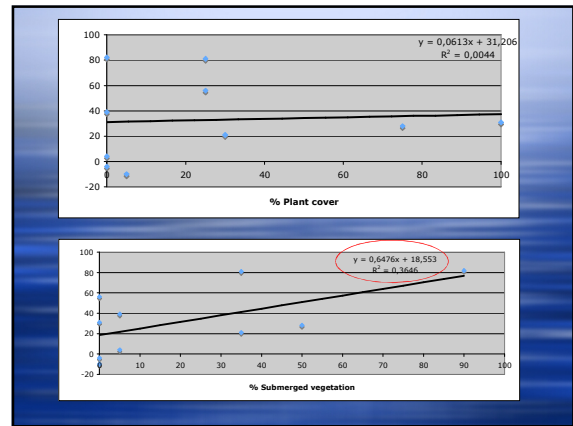 100
80
60
40
20
0
-20
y = 0,0613x + 31,206
R² = 0,0044
0 20 40 60 80 100
% Plant cover
100
80
60
40
20
0
-20
y = 0,6476x + 18,553
R² = 0,3646
0 10 20 30 40 50 60 70 80 90 100
% Submerged vegetation